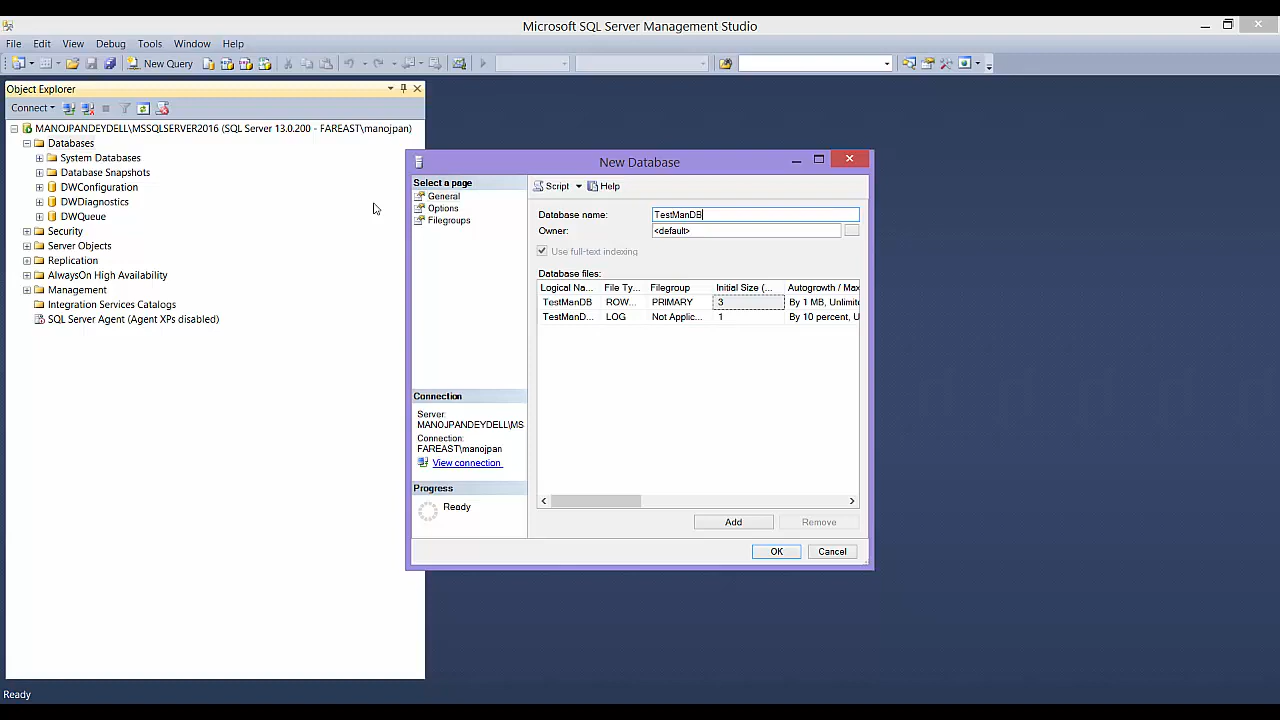 Microsoft SQL Server Management Studio
File Edit View Debug Tools Window Help
New Query
Object Explorer
Connect
MANOJPANDEYDELL\MSSQLSERVER2016 (SQL Server 13.0.200 - FAREAST\manojpan)
Databases
System Databases
Database Snapshots
DWConfiguration
DWDiagnostics
DWQueue
Security
Server Objects
Replication
AlwaysOn High Availability
Management
Integration Services Catalogs
SQL Server Agent (Agent XPs disabled)
New Database
Select a page
General
Options
Filegroups
Script Help
Database name: TestManDB
Owner: <default>
Use full-text indexing
Database files:
Logical Na... File Ty... Filegroup Initial Size (... Autogrowth / Max
TestManDB ROW... PRIMARY 3 By 1 MB, Unlimite
TestManD... LOG Not Applic... 1 By 10 percent, U
Connection
Server:
MANOJPANDEYDELL\MS
Connection:
FAREAST\manojpan
View connection
Progress
Ready
Add Remove
OK Cancel
Ready